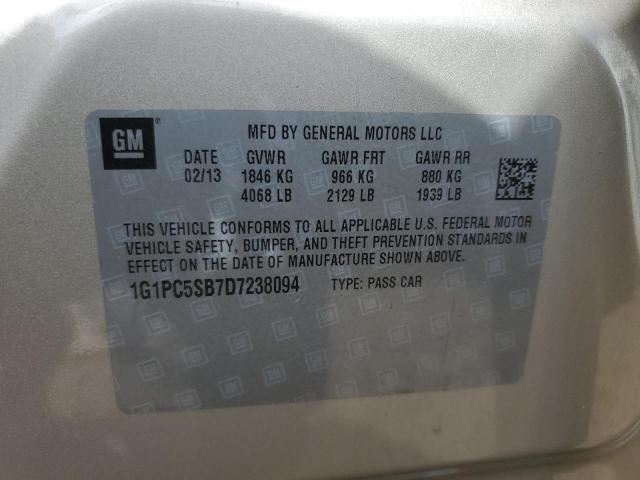 GM MFD BY GENERAL MOTORS LLC
DATE GVWR GAWR FRT GAWR RR
02/13 1846 KG 966 KG 880 KG
4068 LB 2129 LB 1939 LB
THIS VEHICLE CONFORMS TO ALL APPLICABLE U.S. FEDERAL MOTOR
VEHICLE SAFETY, BUMPER, AND THEFT PREVENTION STANDARDS IN
EFFECT ON THE DATE OF MANUFACTURE SHOWN ABOVE.
1G1PC5SB7D7238094 TYPE: PASS CAR